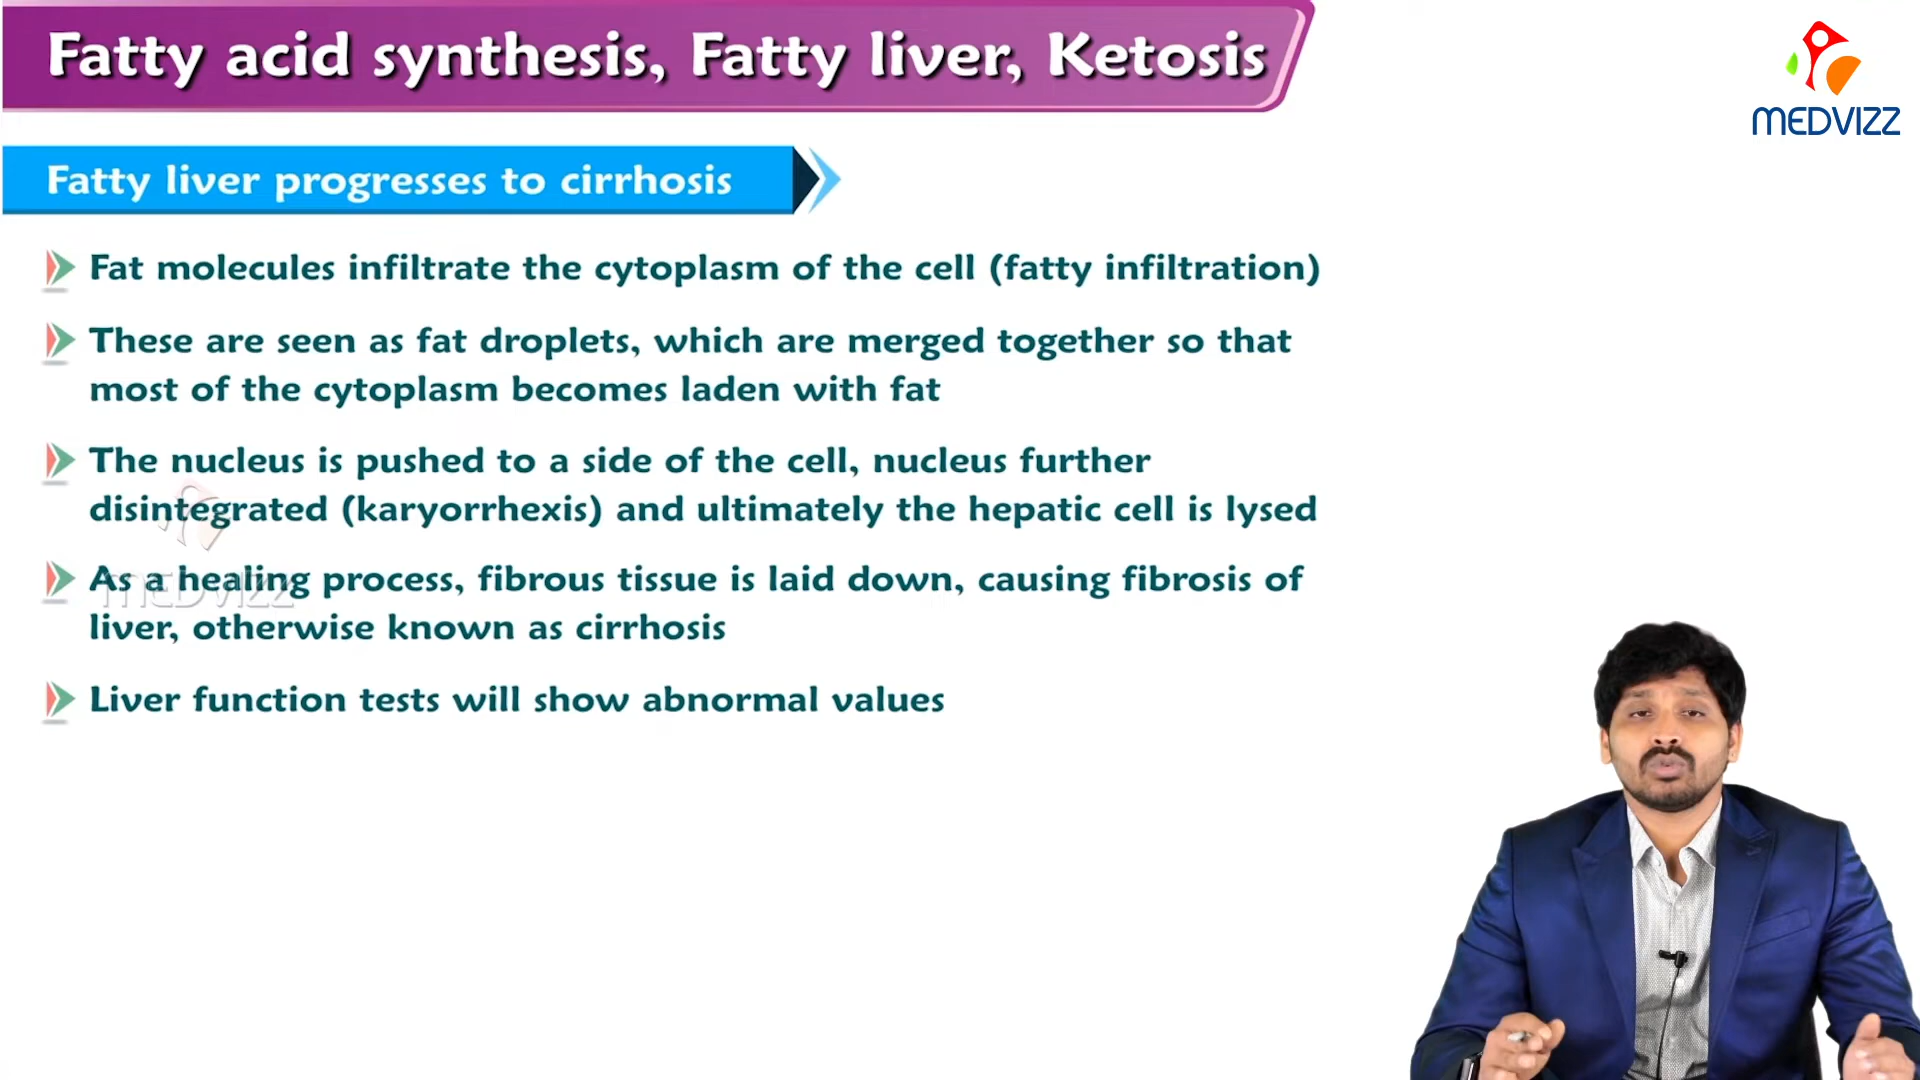 Fatty acid synthesis, Fatty liver, Ketosis
MEDVIZZ
Fatty liver progresses to cirrhosis
Fat molecules infiltrate the cytoplasm of the cell (fatty infiltration)
These are seen as fat droplets, which are merged together so that
most of the cytoplasm becomes laden with fat
The nucleus is pushed to a side of the cell, nucleus further
disintegrated (karyorrhexis) and ultimately the hepatic cell is lysed
As a healing process, fibrous tissue is laid down, causing fibrosis of
liver, otherwise known as cirrhosis
MEDVIZZ
Liver function tests will show abnormal values